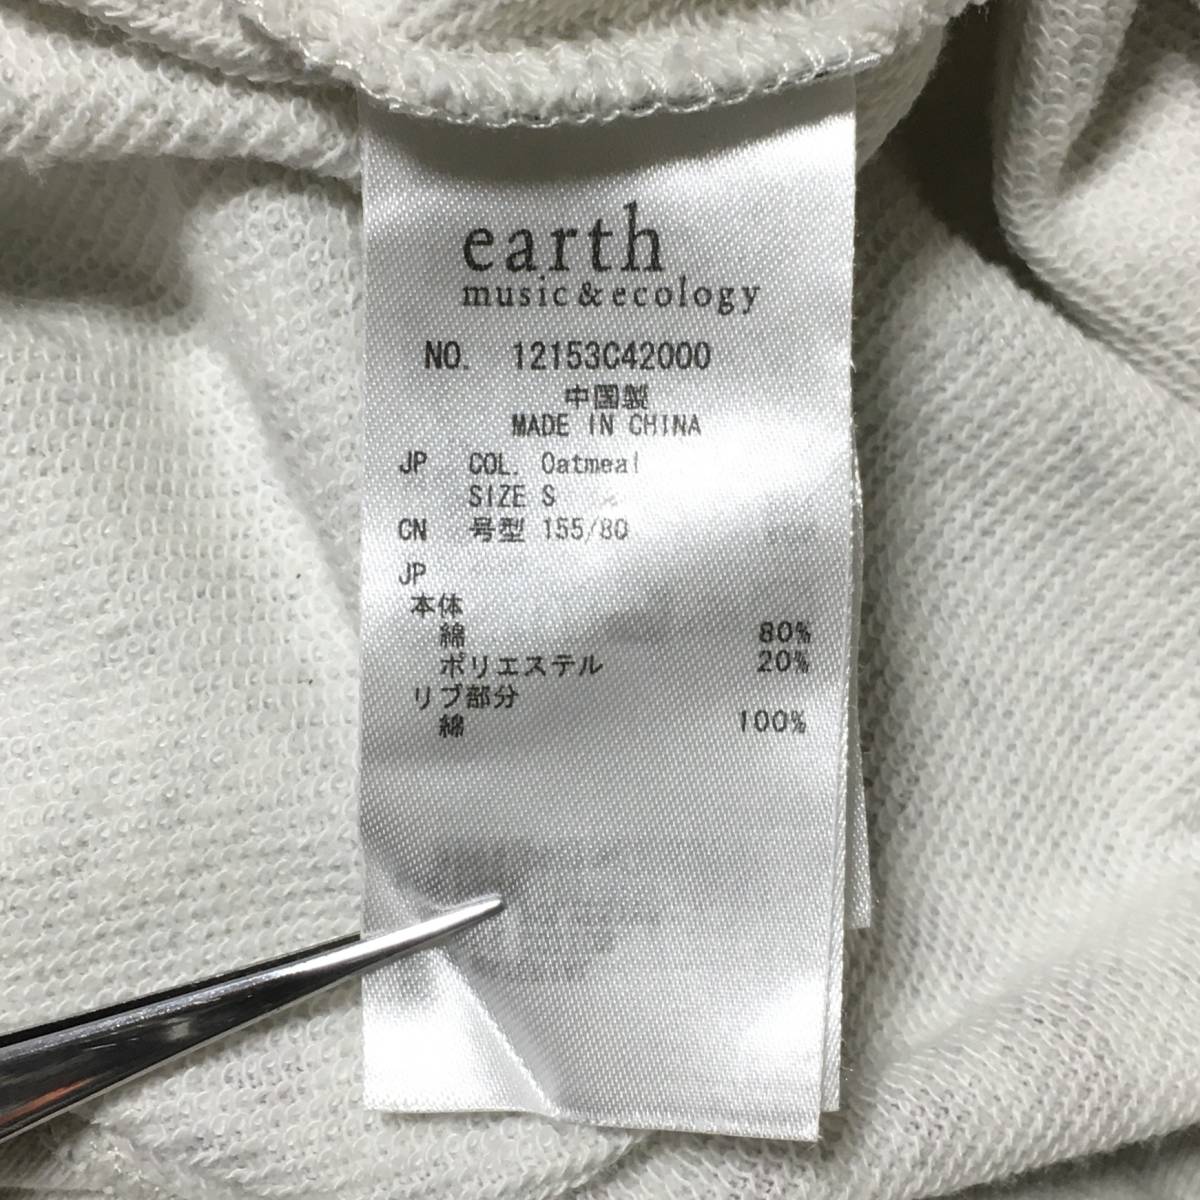 earth
music&ecology
NO. 12153C42000
中国製
MADE IN CHINA
JP COL. Oatmeal
SIZE S
CN 号型 155/80
JP
本体
綿 80%
ポリエステル 20%
リブ部分
綿 100%